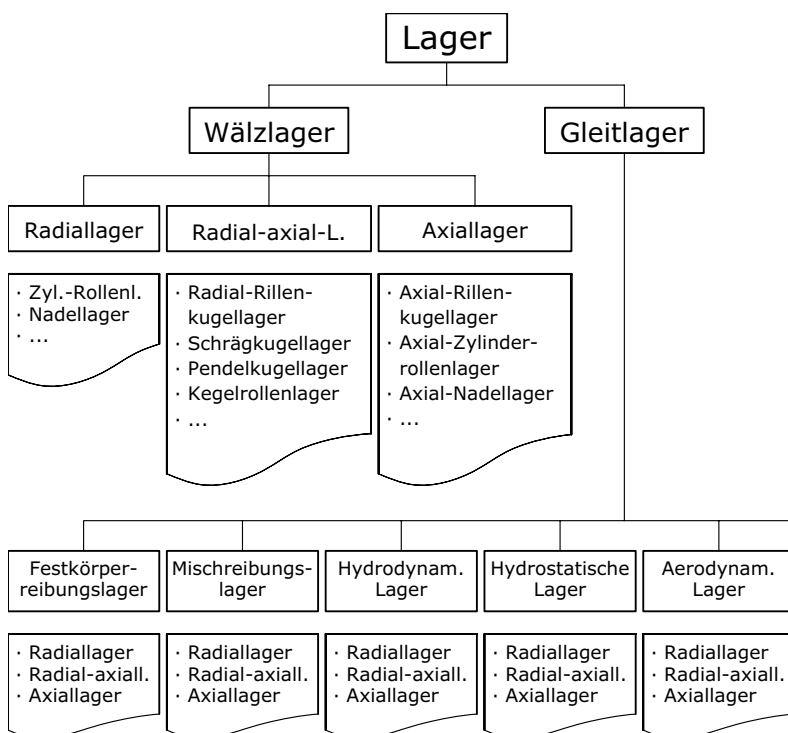 Lager
Wälzlager
Gleitlager
Radiallager
Radial-axial-L.
Axiallager
· Zyl.-Rollenl.
· Nadellager
· ...
· Radial-Rillen-
kugellager
· Schrägkugellager
· Pendelkugellager
· Kegelrollenlager
· ...
· Axial-Rillen-
kugellager
· Axial-Zylinder-
rollenlager
· Axial-Nadellager
· ...
Festkörper-
reibungslager
Mischreibungs-
lager
Hydrodynam.
Lager
Hydrostatische
Lager
Aerodynam.
Lager
· Radiallager
· Radial-axiall.
· Axiallager
· Radiallager
· Radial-axiall.
· Axiallager
· Radiallager
· Radial-axiall.
· Axiallager
· Radiallager
· Radial-axiall.
· Axiallager
· Radiallager
· Radial-axiall.
· Axiallager